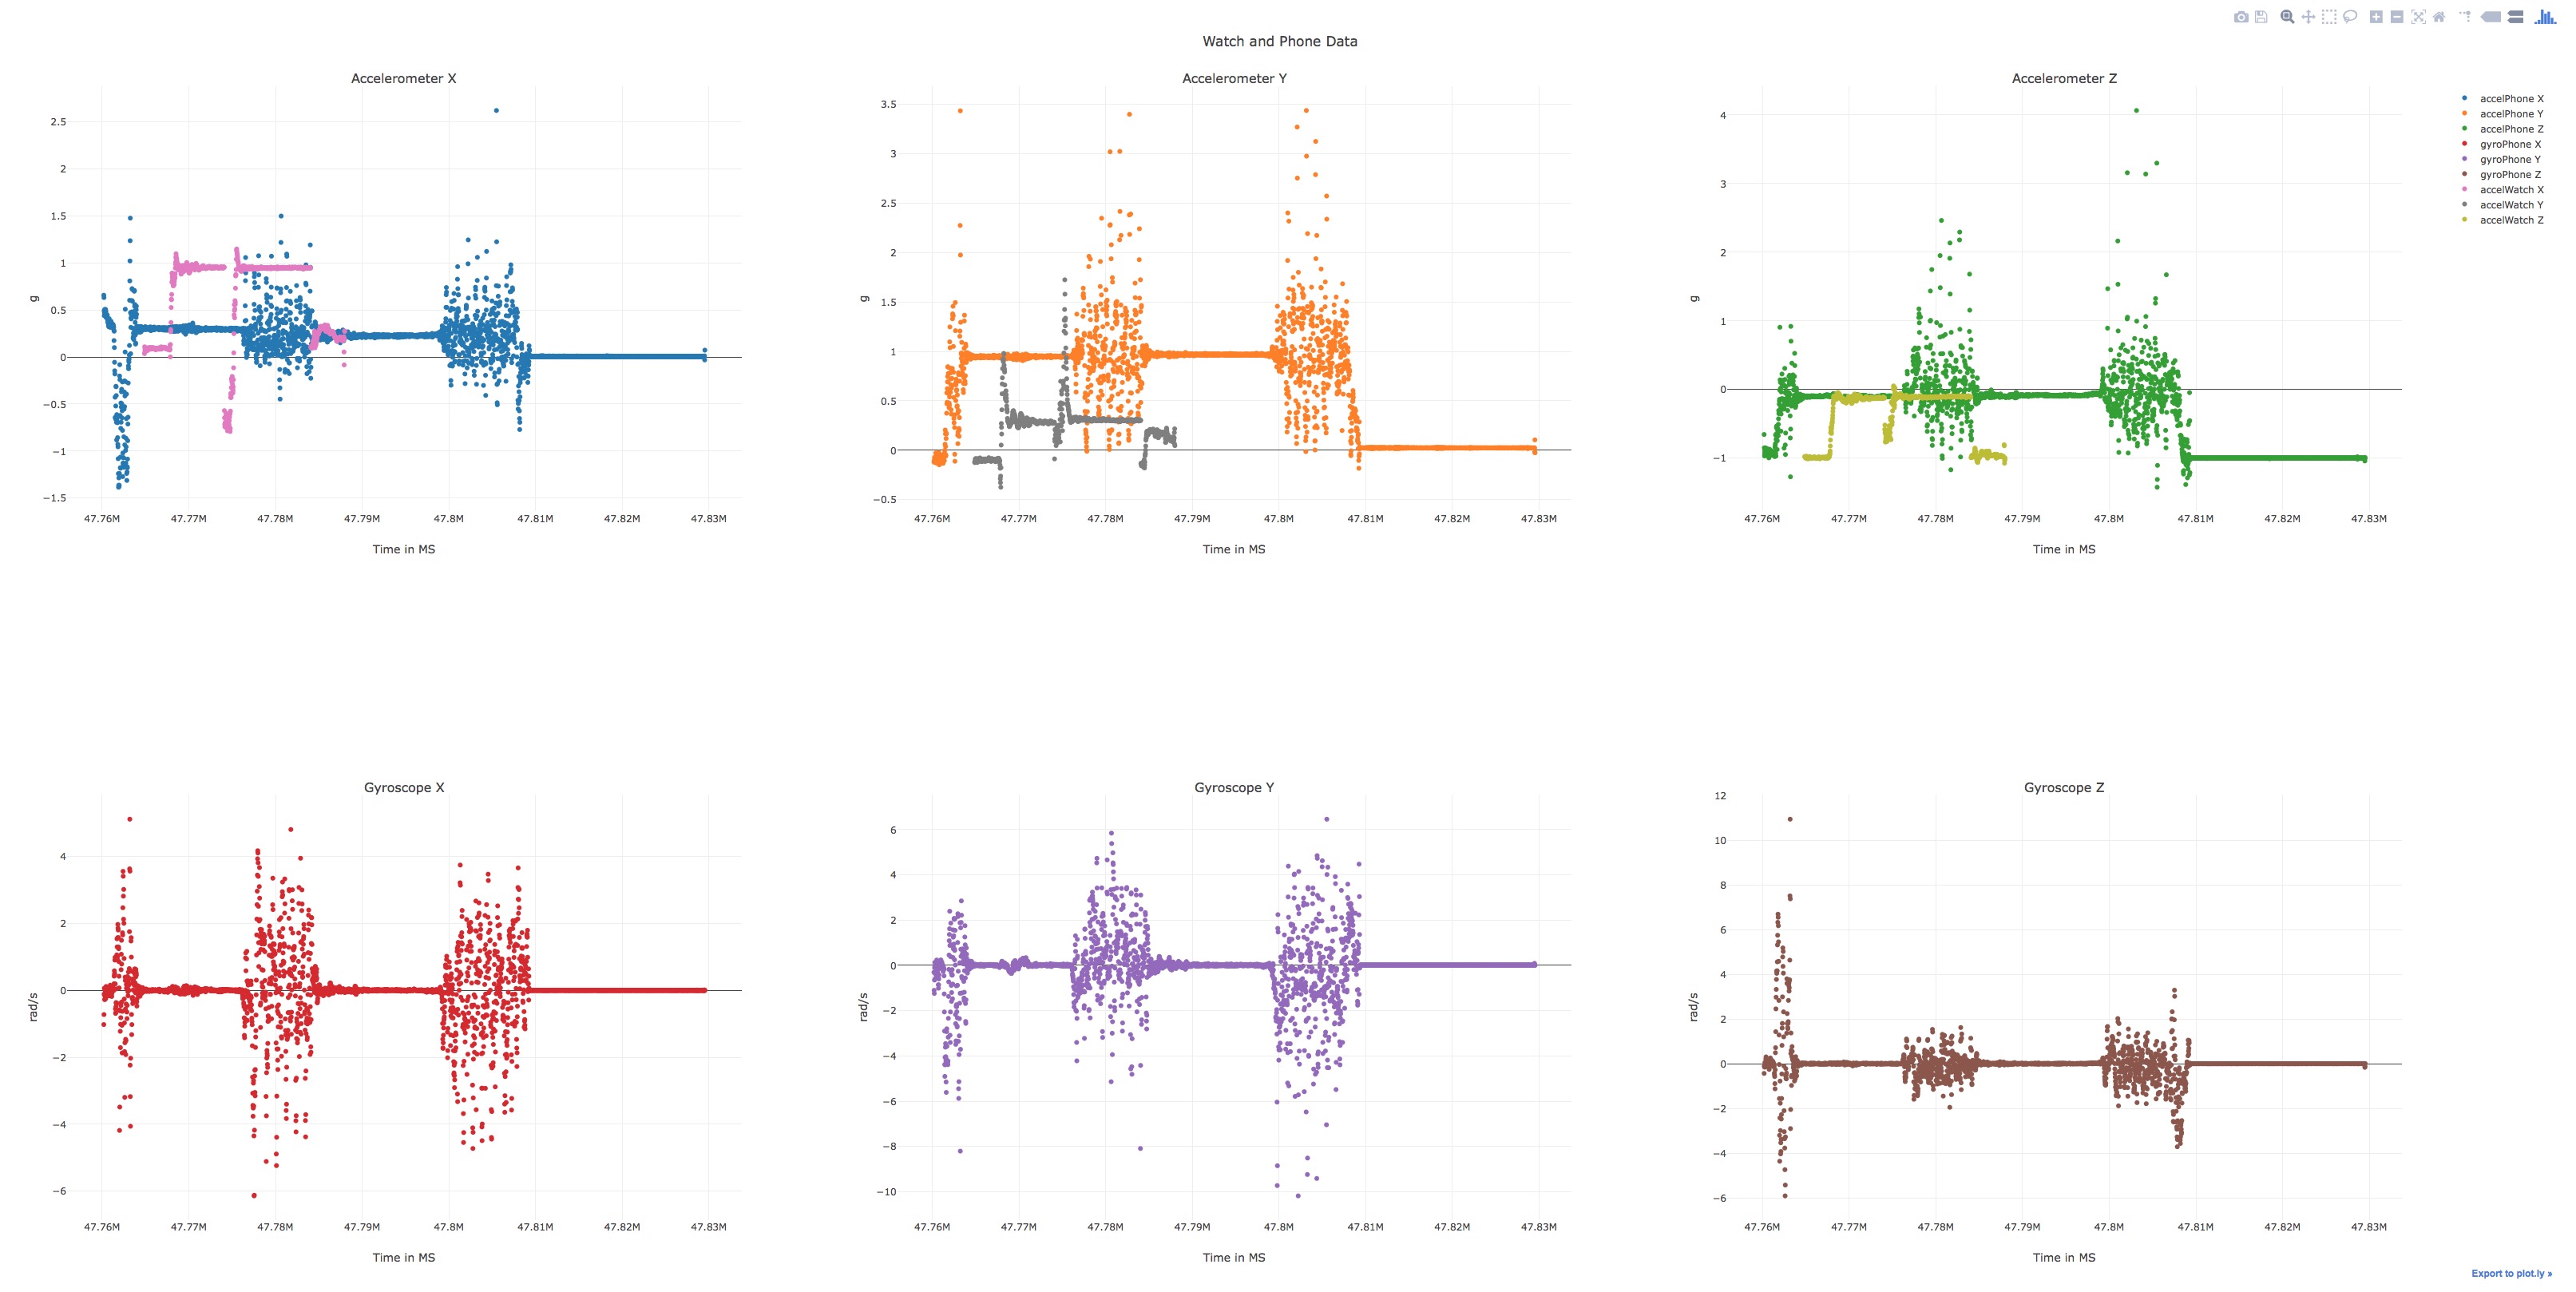 Watch and Phone Data
Accelerometer X
2.5
2
1.5
1
0.5
0
−0.5
−1
−1.5
g
47.76M 47.77M 47.78M 47.79M 47.8M 47.81M 47.82M 47.83M
Time in MS
Accelerometer Y
3.5
3
2.5
2
1.5
1
0.5
0
−0.5
g
47.76M 47.77M 47.78M 47.79M 47.8M 47.81M 47.82M 47.83M
Time in MS
Accelerometer Z
4
3
2
1
0
−1
g
47.76M 47.77M 47.78M 47.79M 47.8M 47.81M 47.82M 47.83M
Time in MS
accelPhone X
accelPhone Y
accelPhone Z
gyroPhone X
gyroPhone Y
gyroPhone Z
accelWatch X
accelWatch Y
accelWatch Z
Gyroscope X
4
2
0
−2
−4
−6
rad/s
47.76M 47.77M 47.78M 47.79M 47.8M 47.81M 47.82M 47.83M
Time in MS
Gyroscope Y
6
4
2
0
−2
−4
−6
−8
−10
rad/s
47.76M 47.77M 47.78M 47.79M 47.8M 47.81M 47.82M 47.83M
Time in MS
Gyroscope Z
12
10
8
6
4
2
0
−2
−4
−6
rad/s
47.76M 47.77M 47.78M 47.79M 47.8M 47.81M 47.82M 47.83M
Time in MS
Export to plot.ly »